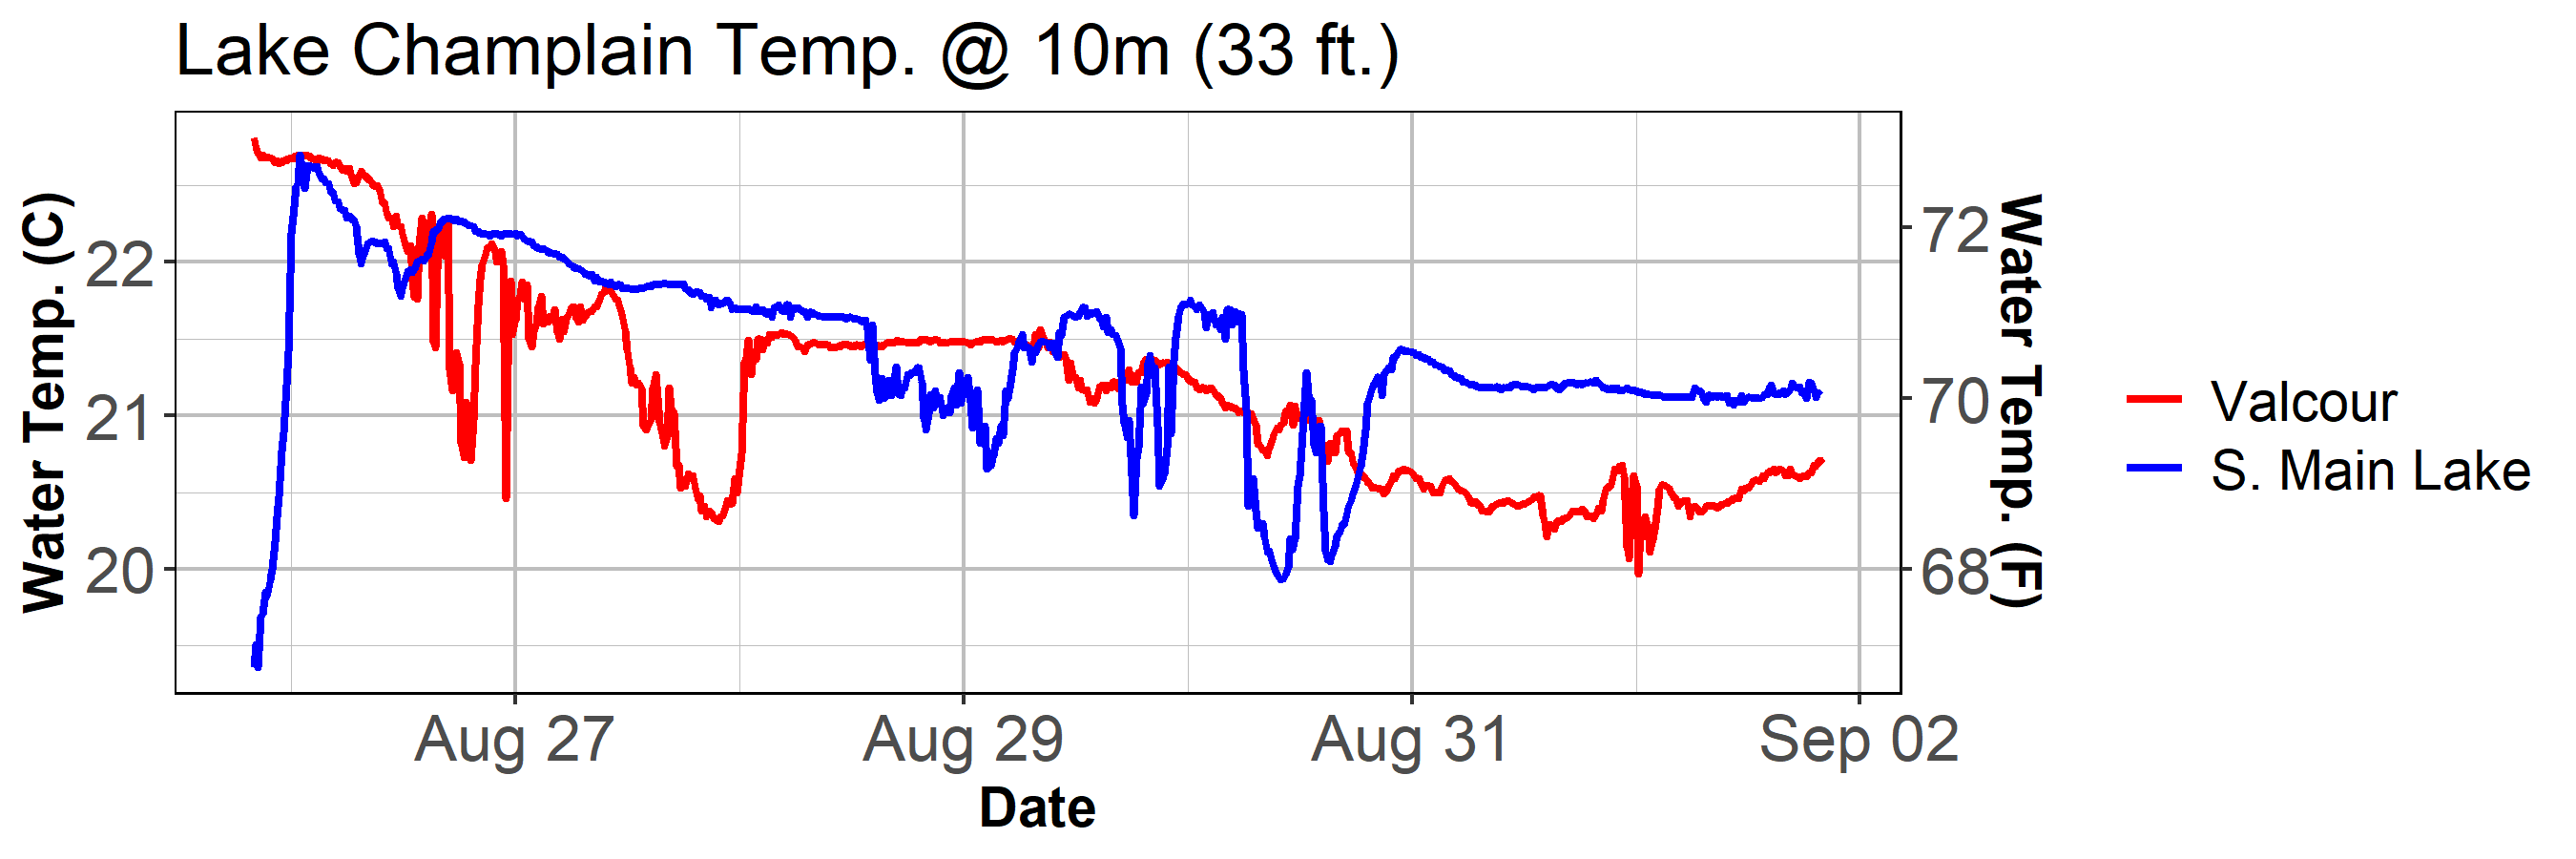 Lake Champlain Temp. @ 10m (33 ft.)
Water Temp. (C)
22
21
20
72
70
68
Water Temp. (F)
Aug 27
Aug 29
Aug 31
Sep 02
Date
Valcour
S. Main Lake